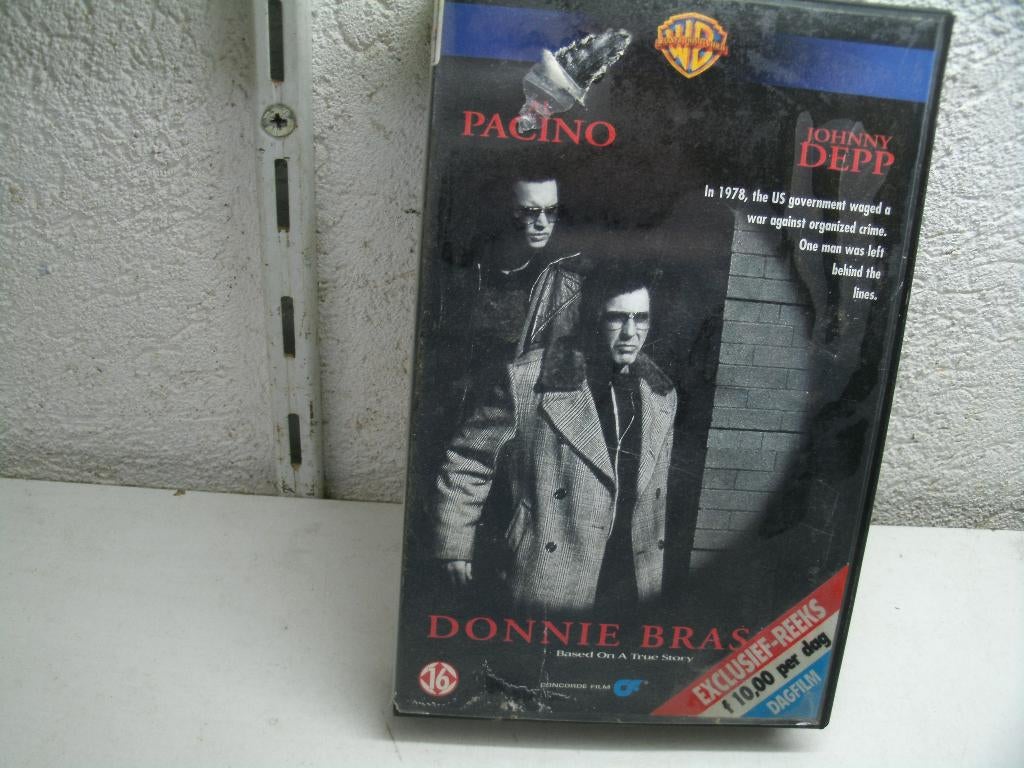 WB
PACINO
JOHNNY
DEPP
In 1978, the US government waged a
war against organized crime.
One man was left
behind the
lines.
DONNIE BRAS
Based On A True Story
16
CONCORDE FILM
EXCLUSIEF-REEKS
f 10,00 per dag
DAGFILM